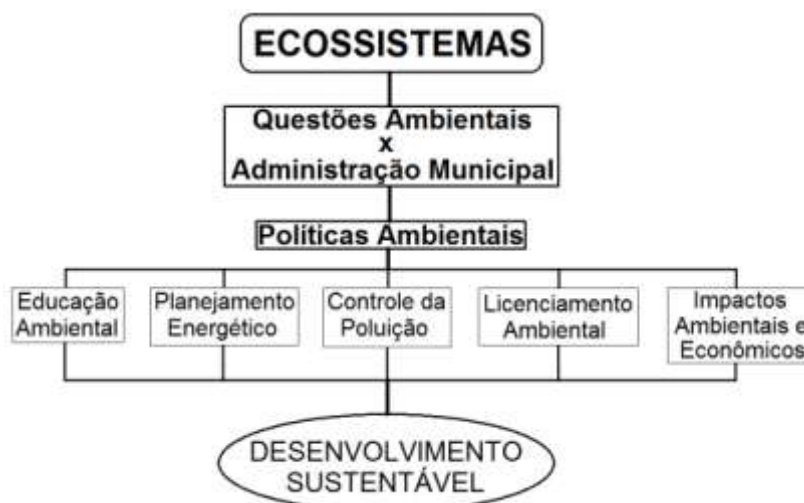 ECOSSISTEMAS
Questões Ambientais
x
Administração Municipal
Políticas Ambientais
Educação
Ambiental
Planejamento
Energético
Controle da
Poluição
Licenciamento
Ambiental
Impactos
Ambientais e
Econômicos
DESENVOLVIMENTO
SUSTENTÁVEL